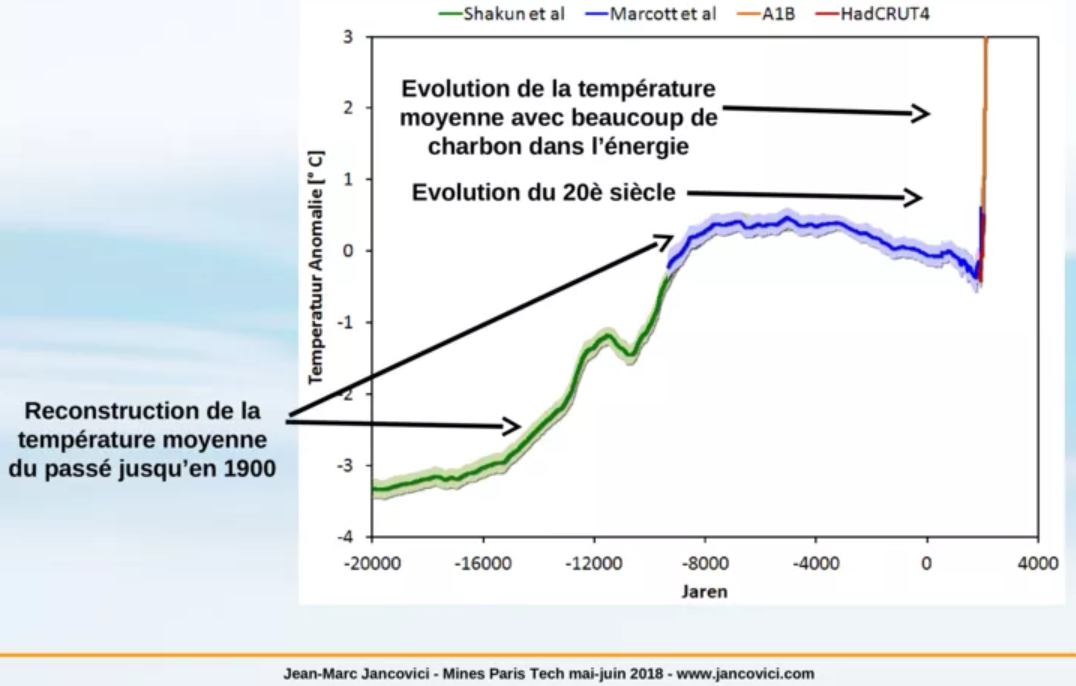 Shakun et al Marcott et al A1B HadCRUT4
3
Evolution de la température
moyenne avec beaucoup de
charbon dans l'énergie
2
1
Evolution du 20è siècle
0
-1
-2
-3
-4
Temperatuur Anomalie [° C]
Reconstruction de la
température moyenne
du passé jusqu'en 1900
-20000 -16000 -12000 -8000 -4000 0 4000
Jaren
Jean-Marc Jancovici - Mines Paris Tech mai-juin 2018 - www.jancovici.com